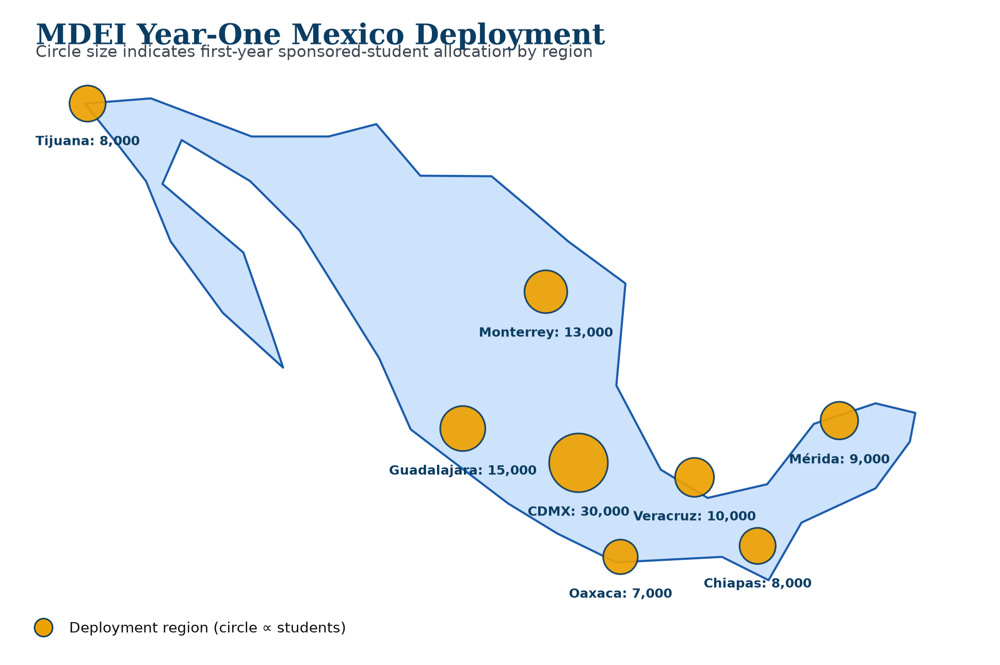 MDEI Year-One Mexico Deployment
Circle size indicates first-year sponsored-student allocation by region
Tijuana: 8,000
Monterrey: 13,000
Mérida: 9,000
Guadalajara: 15,000
CDMX: 30,000
Veracruz: 10,000
Chiapas: 8,000
Oaxaca: 7,000
Deployment region (circle ∝ students)